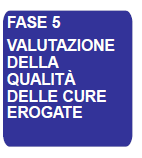 FASE 5
VALUTAZIONE
DELLA
QUALITÀ
DELLE CURE
EROGATE